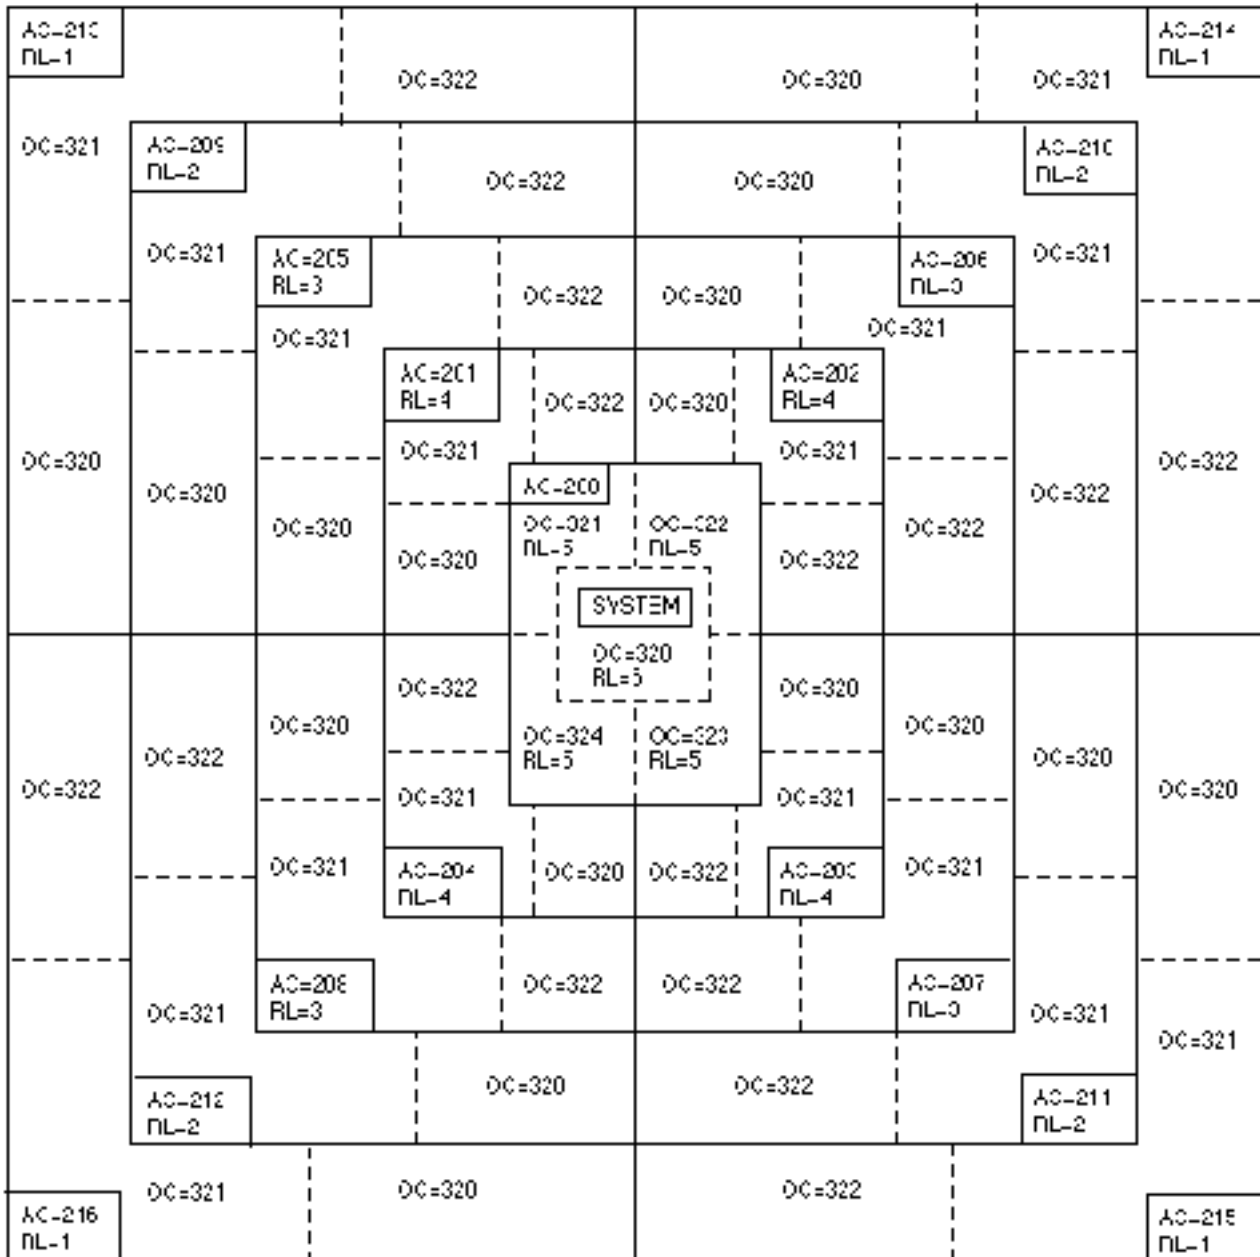 AC=213
RL=1
AC=214
RL=1
OC=322
OC=320
OC=321
OC=321
AC=209
RL=2
AC=210
RL=2
OC=322
OC=320
OC=321
OC=321
AC=205
RL=3
AC=206
RL=3
OC=322
OC=320
OC=321
OC=321
AC=201
RL=4
AC=202
RL=4
OC=322
OC=320
OC=321
OC=321
OC=320
OC=322
AC=200
OC=320
OC=322
OC=321
RL=5
OC=322
RL=5
OC=320
OC=322
OC=320
OC=322
SYSTEM
OC=320
RL=5
OC=322
OC=320
OC=320
OC=320
OC=324
RL=5
OC=323
RL=5
OC=322
OC=320
OC=322
OC=320
OC=321
OC=321
OC=321
OC=321
AC=204
RL=4
OC=320
OC=322
AC=203
RL=4
AC=208
RL=3
OC=322
OC=322
AC=207
RL=3
OC=321
OC=321
OC=321
OC=320
OC=322
AC=212
RL=2
AC=211
RL=2
OC=321
OC=320
OC=322
AC=216
RL=1
AC=215
RL=1